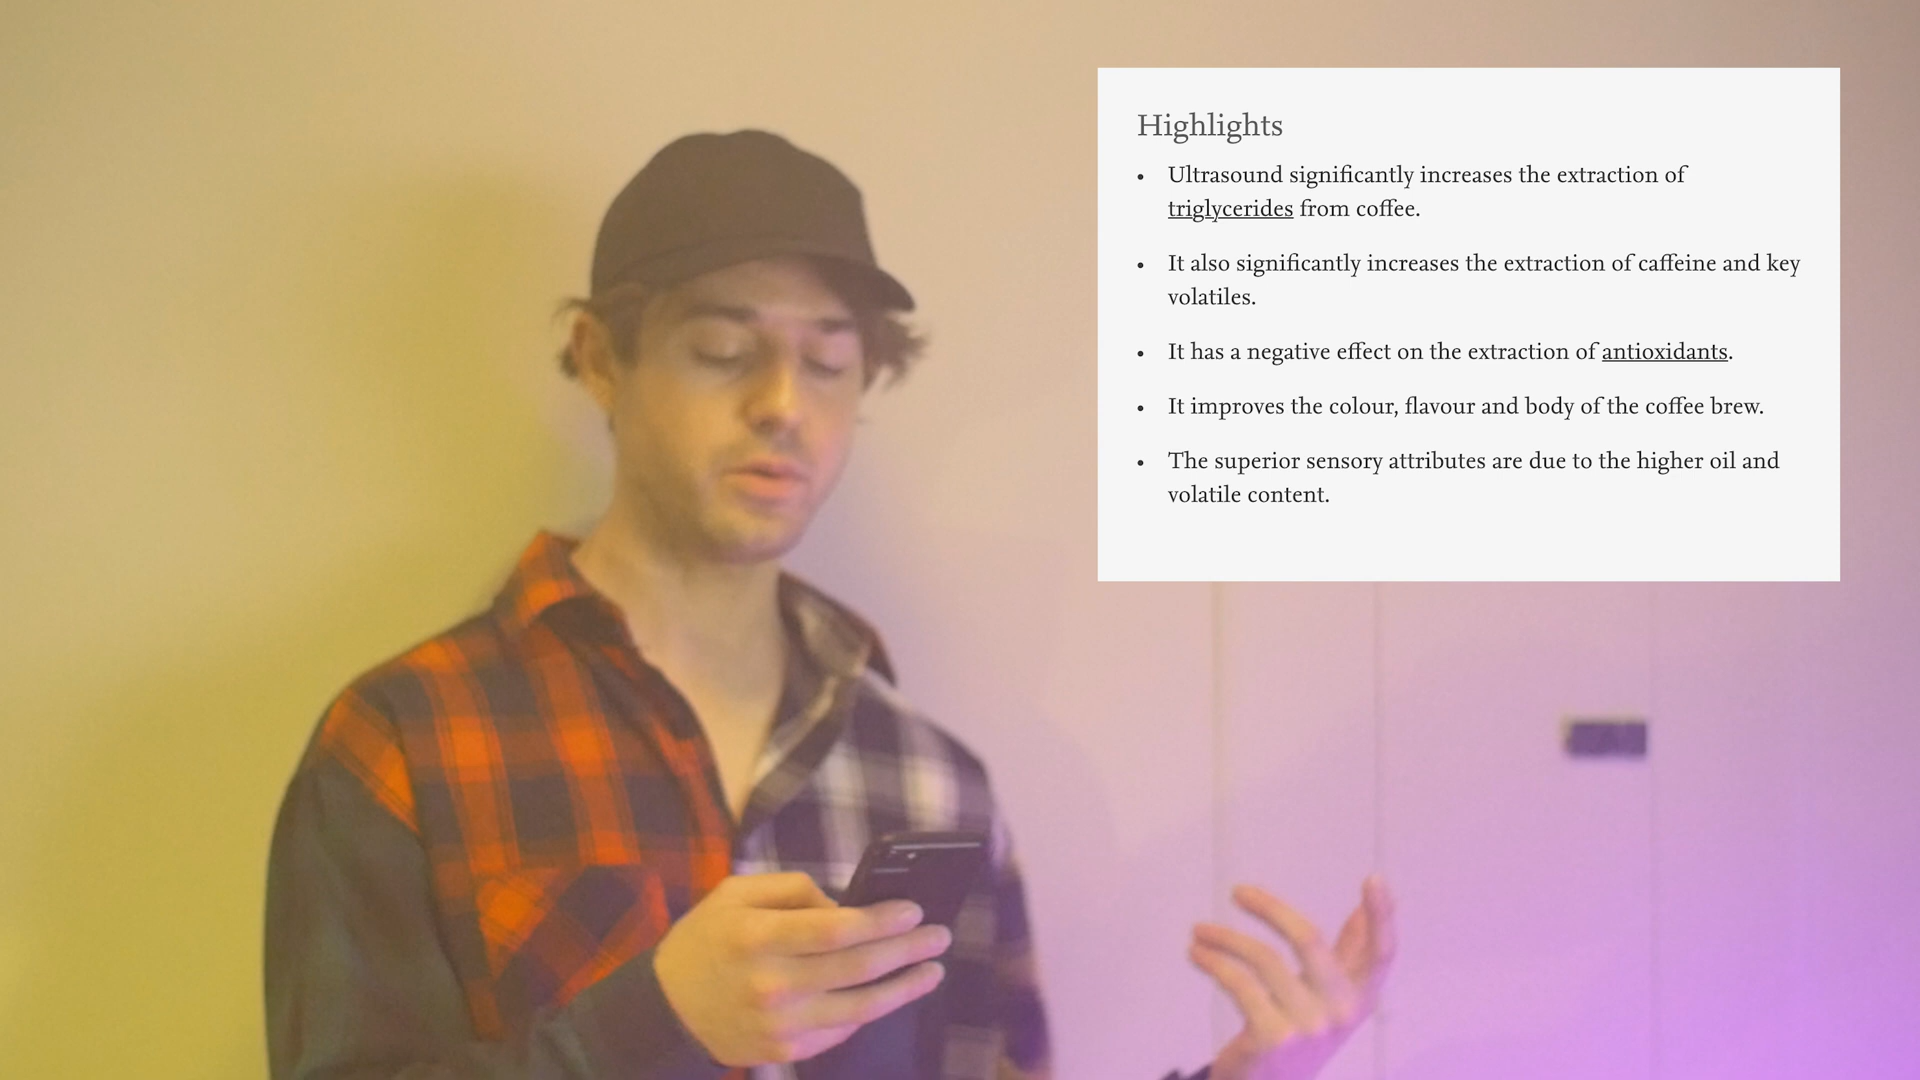 Highlights
• Ultrasound significantly increases the extraction of
triglycerides from coffee.
• It also significantly increases the extraction of caffeine and key
volatiles.
• It has a negative effect on the extraction of antioxidants.
• It improves the colour, flavour and body of the coffee brew.
• The superior sensory attributes are due to the higher oil and
volatile content.